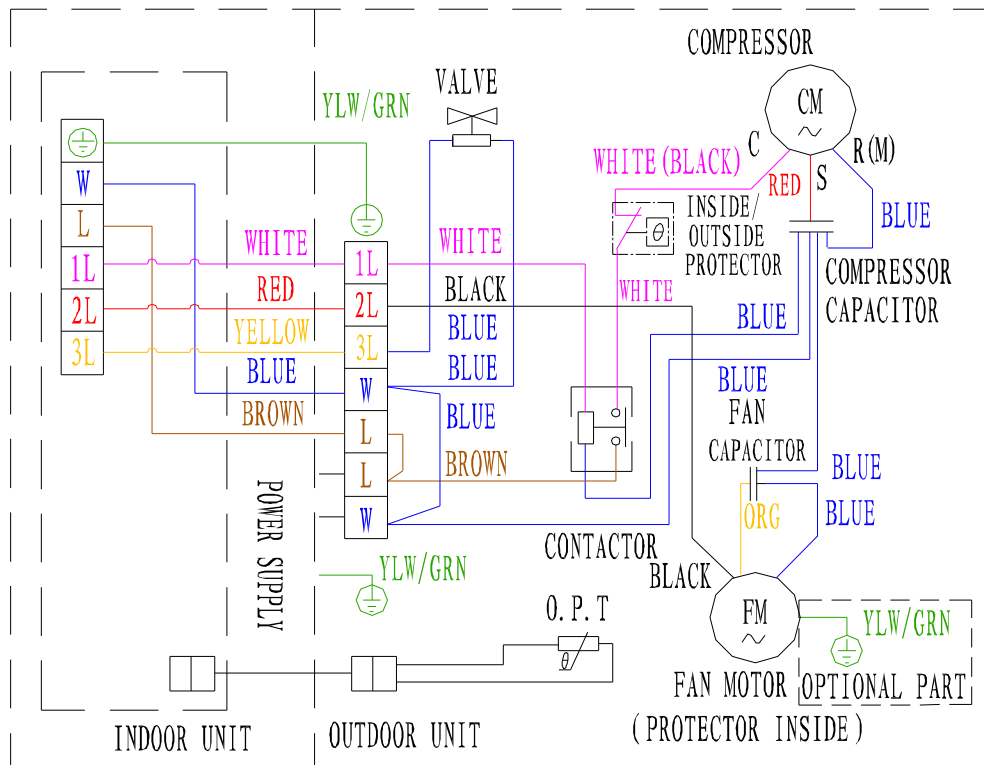 COMPRESSOR
VALVE
CM
YLW/GRN
C
R(M)
WHITE(BLACK)
RED
S
W
INSIDE/
OUTSIDE
PROTECTOR
θ
BLUE
L
WHITE
WHITE
1L
1L
COMPRESSOR
CAPACITOR
WHITE
RED
BLACK
2L
2L
YELLOW
BLUE
BLUE
3L
3L
BLUE
BLUE
BLUE
W
FAN
CAPACITOR
BROWN
BLUE
L
BROWN
L
BLUE
POWER SUPPLY
W
ORG
BLUE
CONTACTOR
YLW/GRN
BLACK
O.P.T
FM
YLW/GRN
θ
FAN MOTOR
OPTIONAL PART
INDOOR UNIT
OUTDOOR UNIT
(PROTECTOR INSIDE)